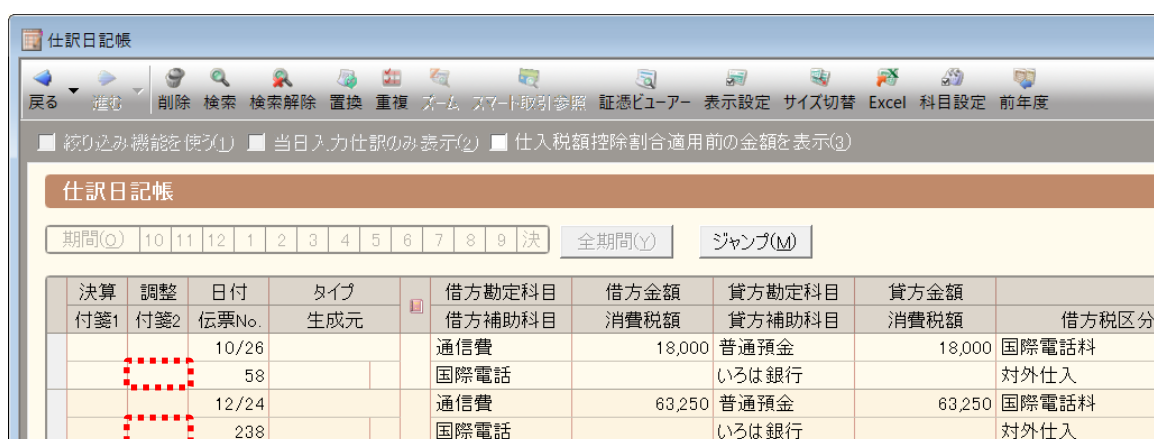 仕訳日記帳
戻る 進む 削除 検索 検索解除 置換 重複 ズーム スマート取引参照 証憑ビューアー 表示設定 サイズ切替 Excel 科目設定 前年度
絞り込み機能を使う(1) 当日入力仕訳のみ表示(2) 仕入税額控除割合適用前の金額を表示(3)
仕訳日記帳
期間(O) 10 11 12 1 2 3 4 5 6 7 8 9 決 全期間(Y) ジャンプ(M)
決算 調整 日付 タイプ 借方勘定科目 借方金額 貸方勘定科目 貸方金額
付箋1 付箋2 伝票No. 生成元 借方補助科目 消費税額 貸方補助科目 消費税額 借方税区分
10/26 通信費 18,000 普通預金 18,000 国際電話料
58 国際電話 いろは銀行 対外仕入
12/24 通信費 63,250 普通預金 63,250 国際電話料
238 国際電話 いろは銀行 対外仕入